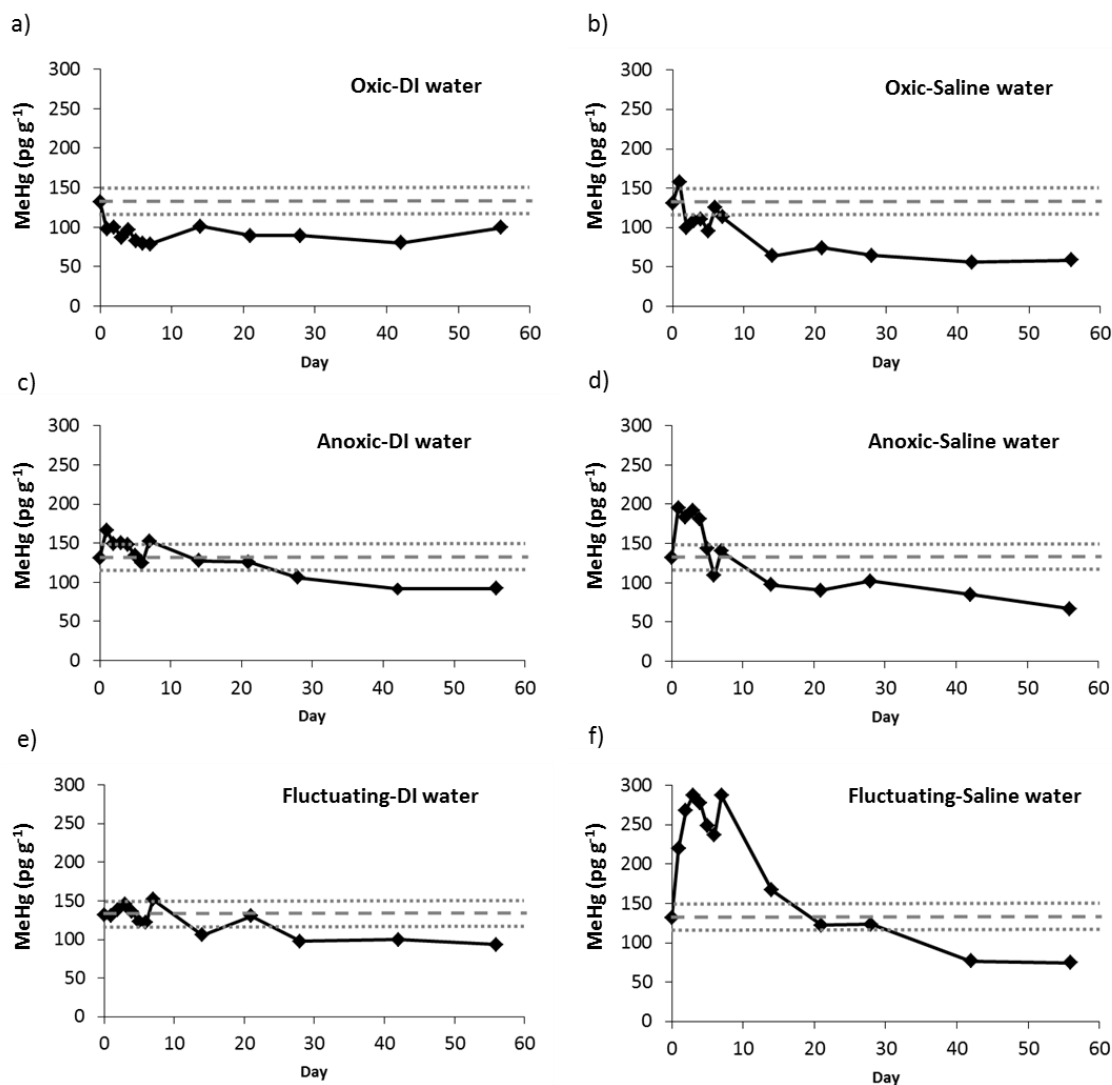 a)
MeHg (pg g⁻¹)
Oxic-DI water
300
250
200
150
100
50
0
0 10 20 30 40 50 60
Day
b)
MeHg (pg g⁻¹)
Oxic-Saline water
300
250
200
150
100
50
0
0 10 20 30 40 50 60
Day
c)
MeHg (pg g⁻¹)
Anoxic-DI water
300
250
200
150
100
50
0
0 10 20 30 40 50 60
Day
d)
MeHg (pg g⁻¹)
Anoxic-Saline water
300
250
200
150
100
50
0
0 10 20 30 40 50 60
Day
e)
MeHg (pg g⁻¹)
Fluctuating-DI water
300
250
200
150
100
50
0
0 10 20 30 40 50 60
Day
f)
MeHg (pg g⁻¹)
Fluctuating-Saline water
300
250
200
150
100
50
0
0 10 20 30 40 50 60
Day